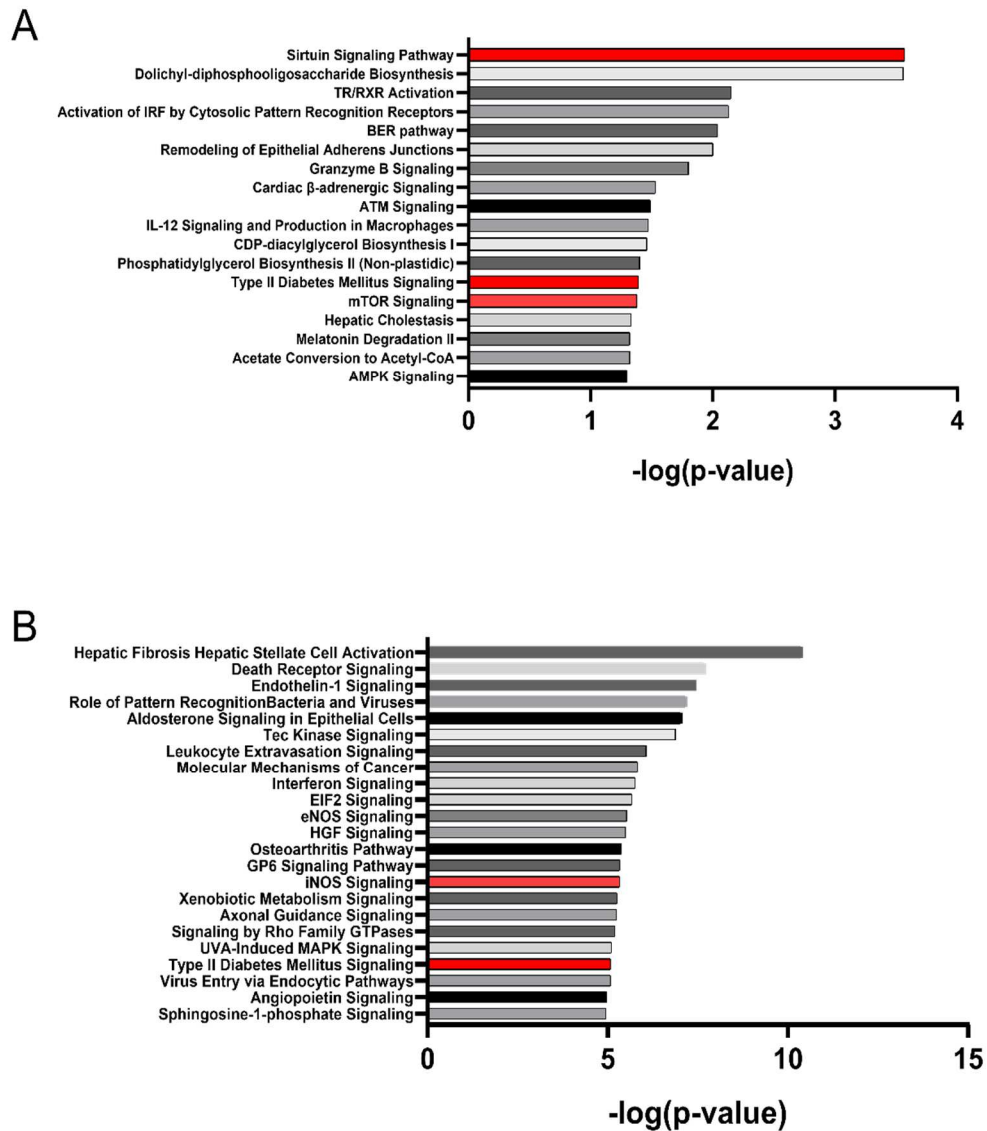 A
Sirtuin Signaling Pathway
Dolichyl-diphosphooligosaccharide Biosynthesis
TR/RXR Activation
Activation of IRF by Cytosolic Pattern Recognition Receptors
BER pathway
Remodeling of Epithelial Adherens Junctions
Granzyme B Signaling
Cardiac β-adrenergic Signaling
ATM Signaling
IL-12 Signaling and Production in Macrophages
CDP-diacylglycerol Biosynthesis I
Phosphatidylglycerol Biosynthesis II (Non-plastidic)
Type II Diabetes Mellitus Signaling
mTOR Signaling
Hepatic Cholestasis
Melatonin Degradation II
Acetate Conversion to Acetyl-CoA
AMPK Signaling
0 1 2 3 4
-log(p-value)
B
Hepatic Fibrosis Hepatic Stellate Cell Activation
Death Receptor Signaling
Endothelin-1 Signaling
Role of Pattern RecognitionBacteria and Viruses
Aldosterone Signaling in Epithelial Cells
Tec Kinase Signaling
Leukocyte Extravasation Signaling
Molecular Mechanisms of Cancer
Interferon Signaling
EIF2 Signaling
eNOS Signaling
HGF Signaling
Osteoarthritis Pathway
GP6 Signaling Pathway
iNOS Signaling
Xenobiotic Metabolism Signaling
Axonal Guidance Signaling
Signaling by Rho Family GTPases
UVA-Induced MAPK Signaling
Type II Diabetes Mellitus Signaling
Virus Entry via Endocytic Pathways
Angiopoietin Signaling
Sphingosine-1-phosphate Signaling
0 5 10 15
-log(p-value)